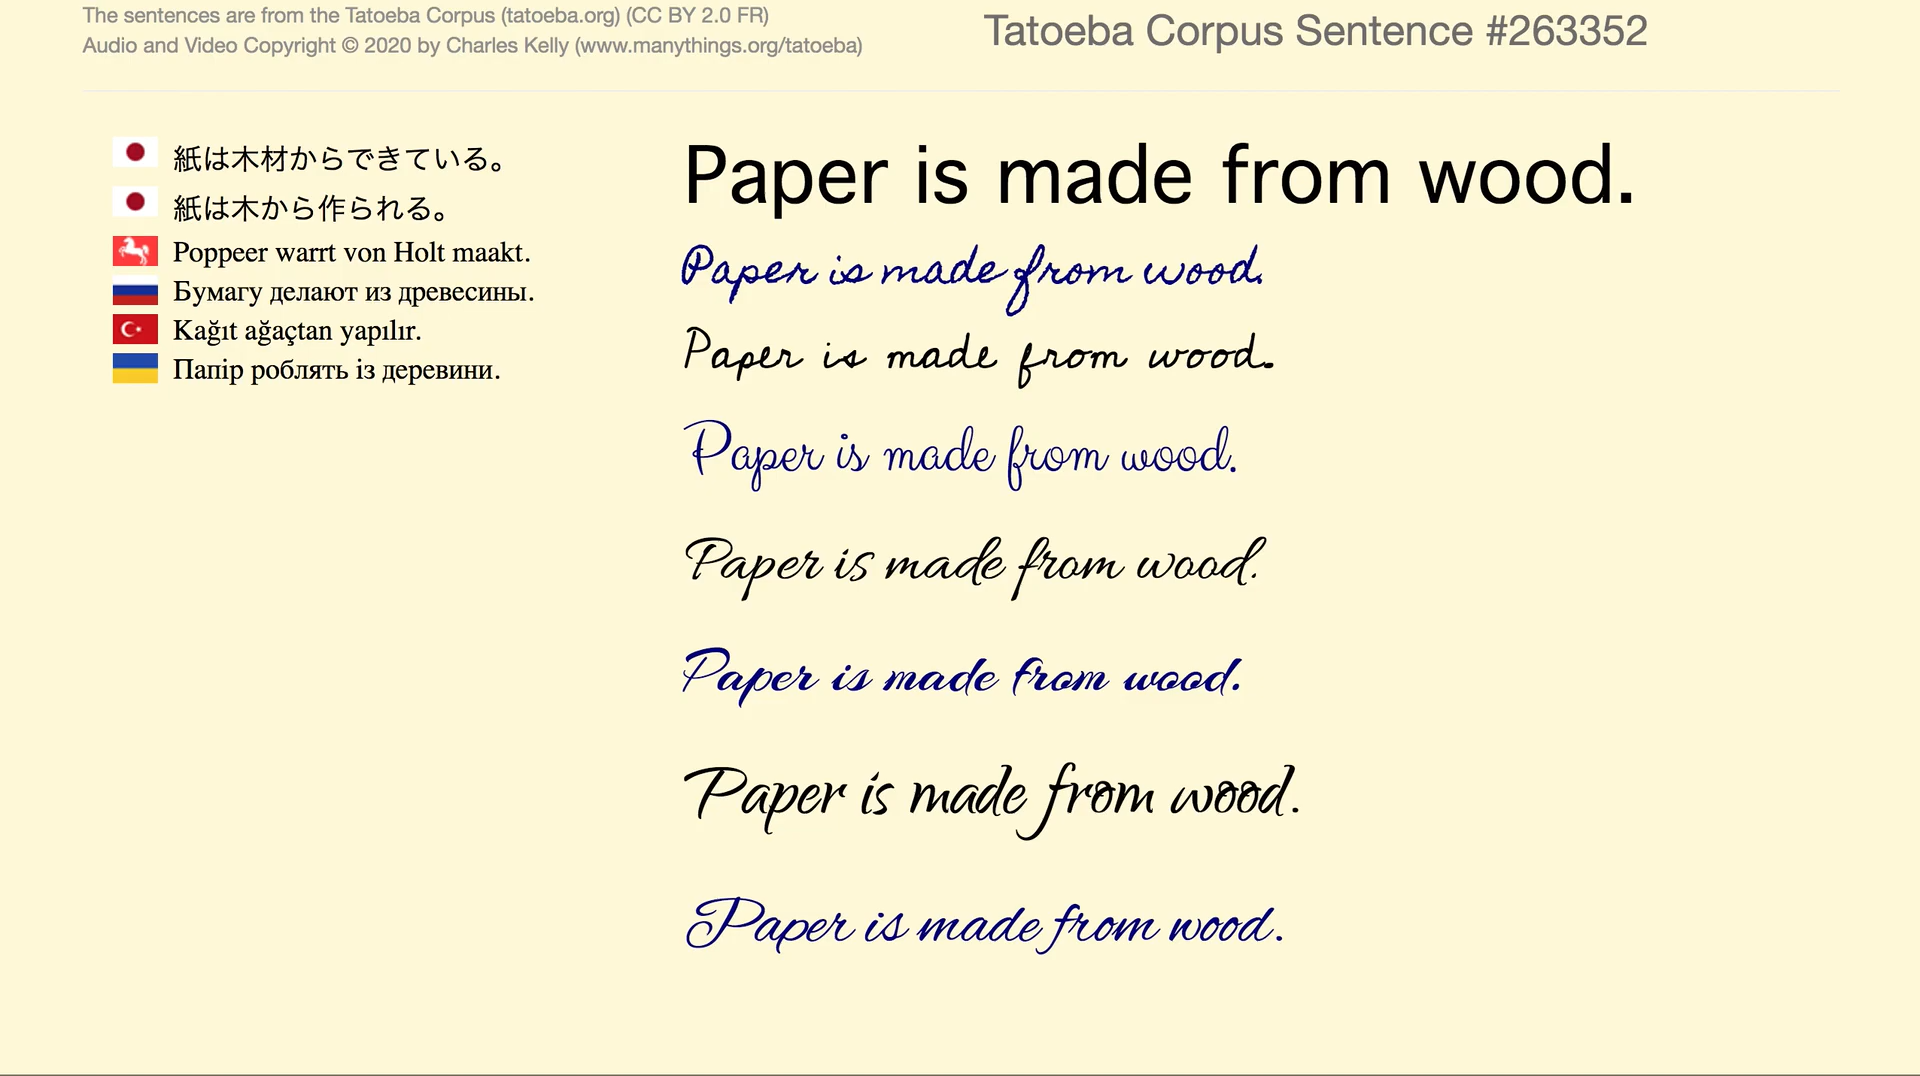 The sentences are from the Tatoeba Corpus (tatoeba.org) (CC BY 2.0 FR)
Audio and Video Copyright © 2020 by Charles Kelly (www.manythings.org/tatoeba)
Tatoeba Corpus Sentence #263352
紙は木材からできている。
紙は木から作られる。
Poppeer warrt von Holt maakt.
Бумагу делают из древесины.
Kağıt ağaçtan yapılır.
Папір роблять із деревини.
Paper is made from wood.
Paper is made from wood.
Paper is made from wood.
Paper is made from wood.
Paper is made from wood.
Paper is made from wood.
Paper is made from wood.
Paper is made from wood.